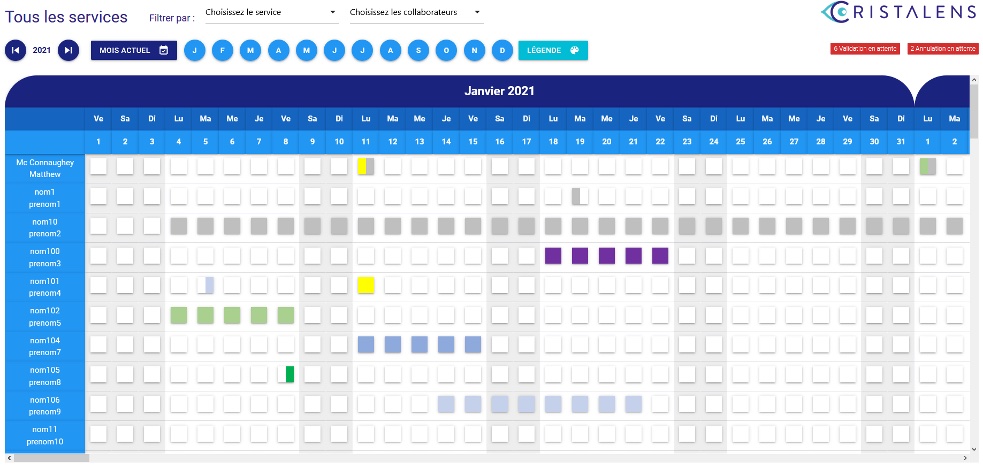 Tous les services
Filtrer par :
Choisissez le service
Choisissez les collaborateurs
CRISTALENS
2021
MOIS ACTUEL
J F M A M J J A S O N D
LÉGENDE
6 Validation en attente
2 Annulation en attente
Janvier 2021
Ve Sa Di Lu Ma Me Je Ve Sa Di Lu Ma Me Je Ve Sa Di Lu Ma Me Je Ve Sa Di Lu Ma Me Je Ve Sa Di Lu Ma
1 2 3 4 5 6 7 8 9 10 11 12 13 14 15 16 17 18 19 20 21 22 23 24 25 26 27 28 29 30 31 1 2
Mc Connaughey
Matthew
nom1
prenom1
nom10
prenom2
nom100
prenom3
nom101
prenom4
nom102
prenom5
nom104
prenom7
nom105
prenom8
nom106
prenom9
nom11
prenom10